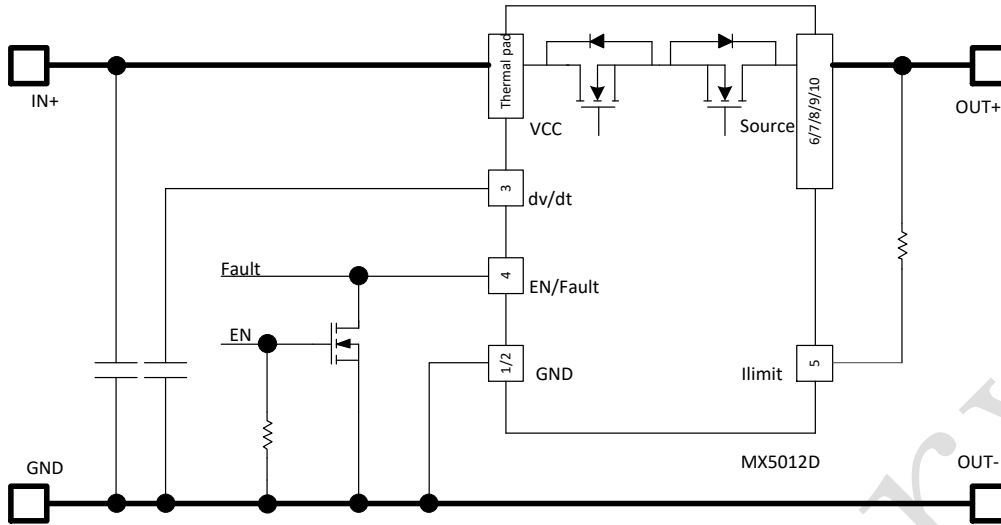 Thermal pad
IN+
OUT+
VCC
Source
6/7/8/9/10
3
dv/dt
Fault
4
EN/Fault
EN
1/2
GND
Ilimit
5
GND
MX5012D
OUT-